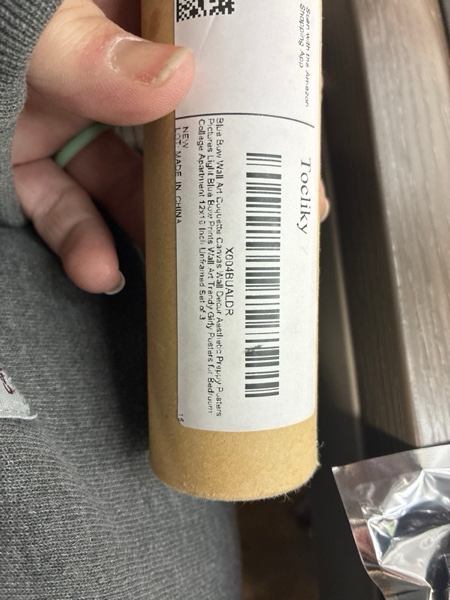 Scan with the Amazon
Shopping App
Tocliky
X004BUALDR
Blue Bow Wall Art Coquette Canvas Wall Decor Aesthetic Preppy Posters
Pictures Light Blue Bow Prints Wall Art Trendy Girly Posters for Bedroom
College Apartment 12x16 Inch Unframed Set of 3
NEW
LOT MADE IN CHINA